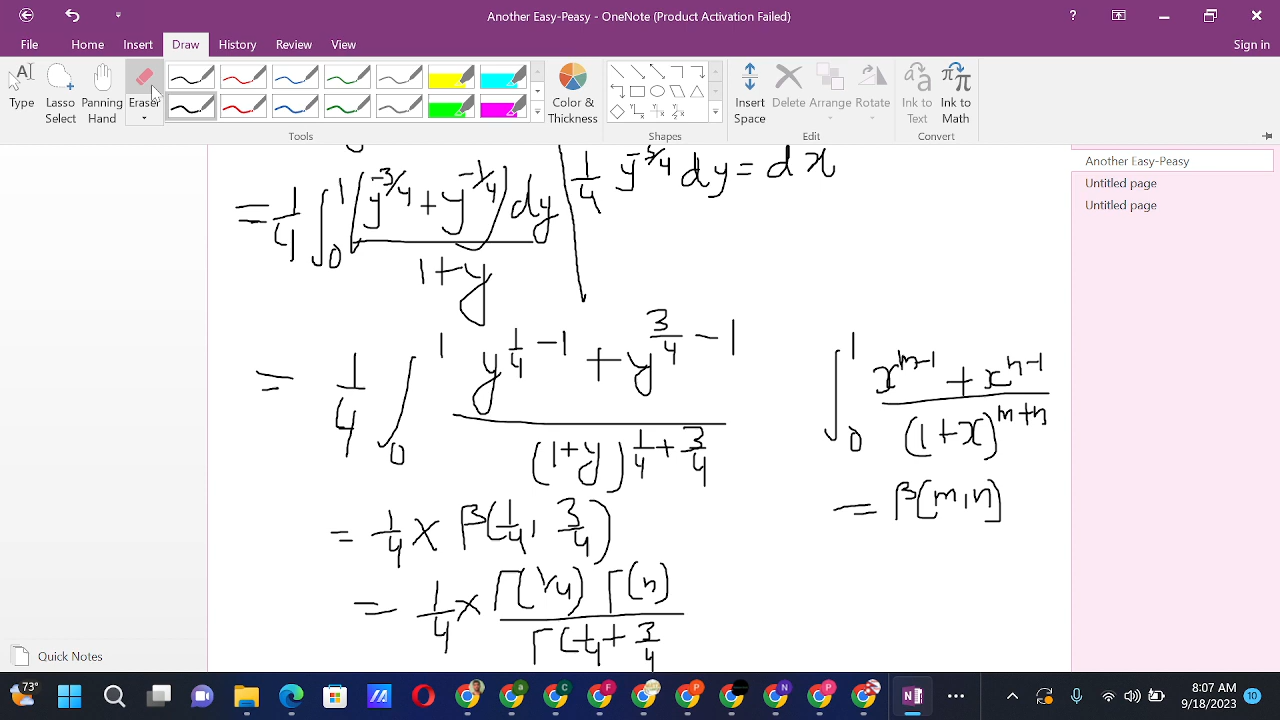 Another Easy-Peasy - OneNote (Product Activation Failed)
?
File Home Insert Draw History Review View
Sign in
Type
Lasso Select
Panning Hand
Eraser
Color & Thickness
Insert Space
Delete
Arrange
Rotate
Ink to Text
Ink to Math
Tools
Shapes
Edit
Convert
Another Easy-Peasy
Untitled page
Untitled page
= 1/4 ∫₀¹ (y^(-3/4) + y^(-1/4)) dy / (1+y)
1/4 y^(-3/4) dy = dx
= 1/4 ∫₀¹ (y^(1/4 - 1) + y^(3/4 - 1)) / (1+y)^(1/4 + 3/4)
∫₀¹ (x^(m-1) + x^(n-1)) / (1+x)^(m+n)
= β[m,n]
= 1/4 × β(1/4, 3/4)
= 1/4 × Γ(1/4) Γ(n) / Γ(1/4 + 3/4
Quick Notes
73°
8:07 AM
9/18/2023
10